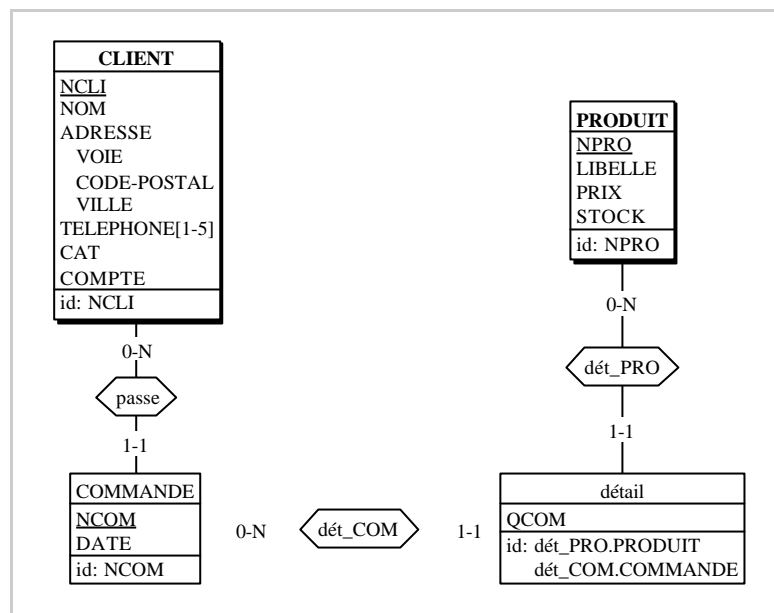 CLIENT
NCLI
NOM
ADRESSE
VOIE
CODE-POSTAL
VILLE
TELEPHONE[1-5]
CAT
COMPTE
id: NCLI
PRODUIT
NPRO
LIBELLE
PRIX
STOCK
id: NPRO
0-N
passe
1-1
0-N
dét_PRO
1-1
COMMANDE
NCOM
DATE
id: NCOM
0-N
dét_COM
1-1
détail
QCOM
id: dét_PRO.PRODUIT
dét_COM.COMMANDE